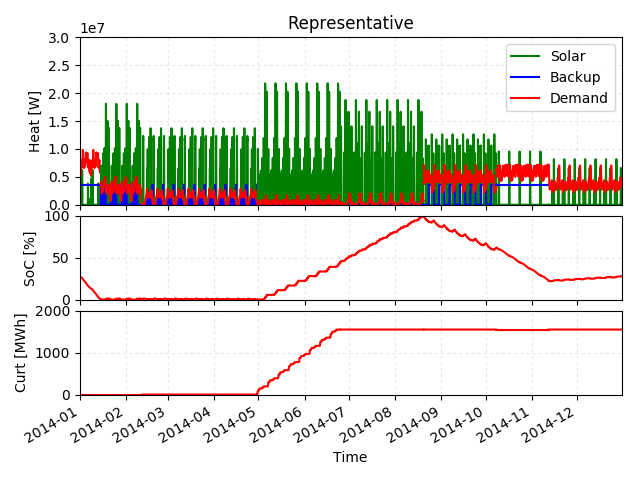 Representative
1e7
3.0
2.5
2.0
1.5
1.0
0.5
0.0
Heat [W]
Solar
Backup
Demand
100
50
0
SoC [%]
2000
1000
0
Curt [MWh]
2014-01
2014-02
2014-03
2014-04
2014-05
2014-06
2014-07
2014-08
2014-09
2014-10
2014-11
2014-12
Time